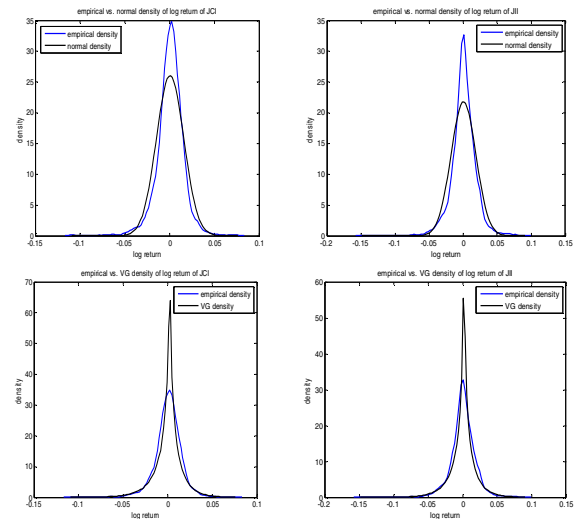 empirical vs. normal density of log return of JCI
empirical density
normal density
35
30
25
20
15
10
5
0
density
-0.15
-0.1
-0.05
0
0.05
0.1
log return
empirical vs. normal density of log return of JII
empirical density
normal density
35
30
25
20
15
10
5
0
density
-0.2
-0.15
-0.1
-0.05
0
0.05
0.1
0.15
log return
empirical vs. VG density of log return of JCI
empirical density
VG density
70
60
50
40
30
20
10
0
density
-0.15
-0.1
-0.05
0
0.05
0.1
log return
empirical vs. VG density of log return of JII
empirical density
VG density
60
50
40
30
20
10
0
density
-0.2
-0.15
-0.1
-0.05
0
0.05
0.1
0.15
log return